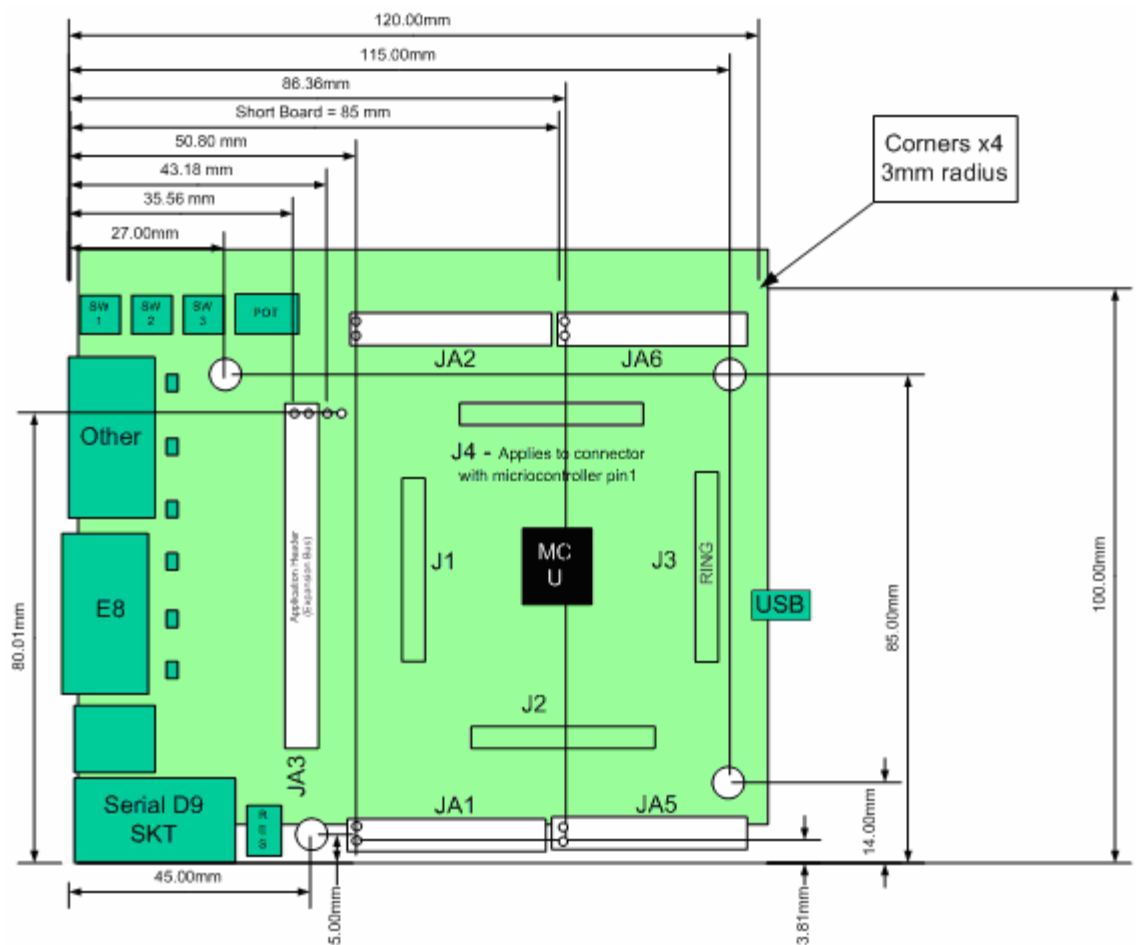 120.00mm
115.00mm
86.36mm
Short Board = 85 mm
50.80 mm
43.18 mm
35.56 mm
27.00mm
Corners x4
3mm radius
SW
1
SW
2
SW
3
POT
JA2
JA6
Other
J4 - Applies to connector
with micriocontroller pin1
Application Header
(Expansion Bus)
J1
MC
U
J3
RING
E8
USB
80.01mm
85.00mm
100.00mm
J2
JA3
Serial D9
SKT
R
E
S
JA1
JA5
14.00mm
45.00mm
5.00mm
3.81mm